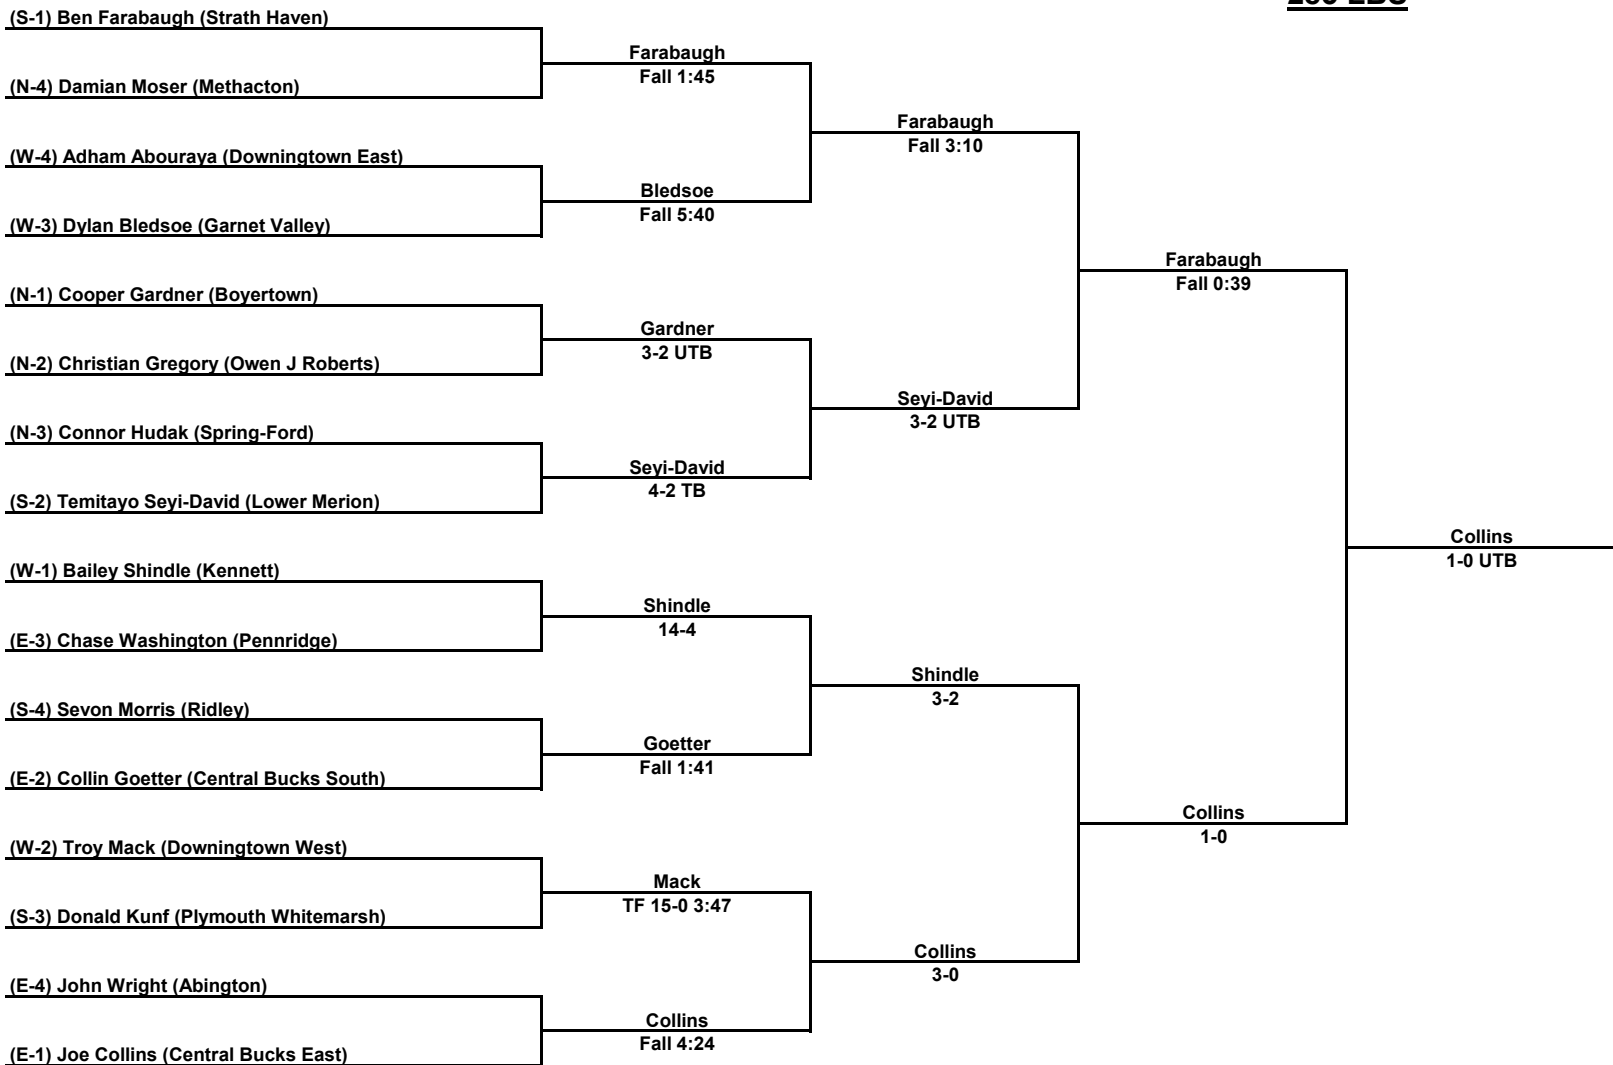 (S-1) Ben Farabaugh (Strath Haven)
(N-4) Damian Moser (Methacton)
(W-4) Adham Abouraya (Downingtown East)
(W-3) Dylan Bledsoe (Garnet Valley)
(N-1) Cooper Gardner (Boyertown)
(N-2) Christian Gregory (Owen J Roberts)
(N-3) Connor Hudak (Spring-Ford)
(S-2) Temitayo Seyi-David (Lower Merion)
(W-1) Bailey Shindle (Kennett)
(E-3) Chase Washington (Pennridge)
(S-4) Sevon Morris (Ridley)
(E-2) Collin Goetter (Central Bucks South)
(W-2) Troy Mack (Downingtown West)
(S-3) Donald Kunf (Plymouth Whitemarsh)
(E-4) John Wright (Abington)
(E-1) Joe Collins (Central Bucks East)
Farabaugh
Fall 1:45
Bledsoe
Fall 5:40
Gardner
3-2 UTB
Seyi-David
4-2 TB
Shindle
14-4
Goetter
Fall 1:41
Mack
TF 15-0 3:47
Collins
Fall 4:24
Farabaugh
Fall 3:10
Seyi-David
3-2 UTB
Shindle
3-2
Collins
3-0
Farabaugh
Fall 0:39
Collins
1-0
Collins
1-0 UTB
LBS